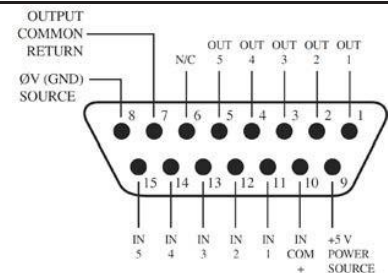 OUTPUT
COMMON
RETURN
N/C
OUT 5
OUT 4
OUT 3
OUT 2
OUT 1
ØV (GND)
SOURCE
8 7 6 5 4 3 2 1
15 14 13 12 11 10 9
IN 5
IN 4
IN 3
IN 2
IN 1
IN
COM
+
+5 V
POWER
SOURCE